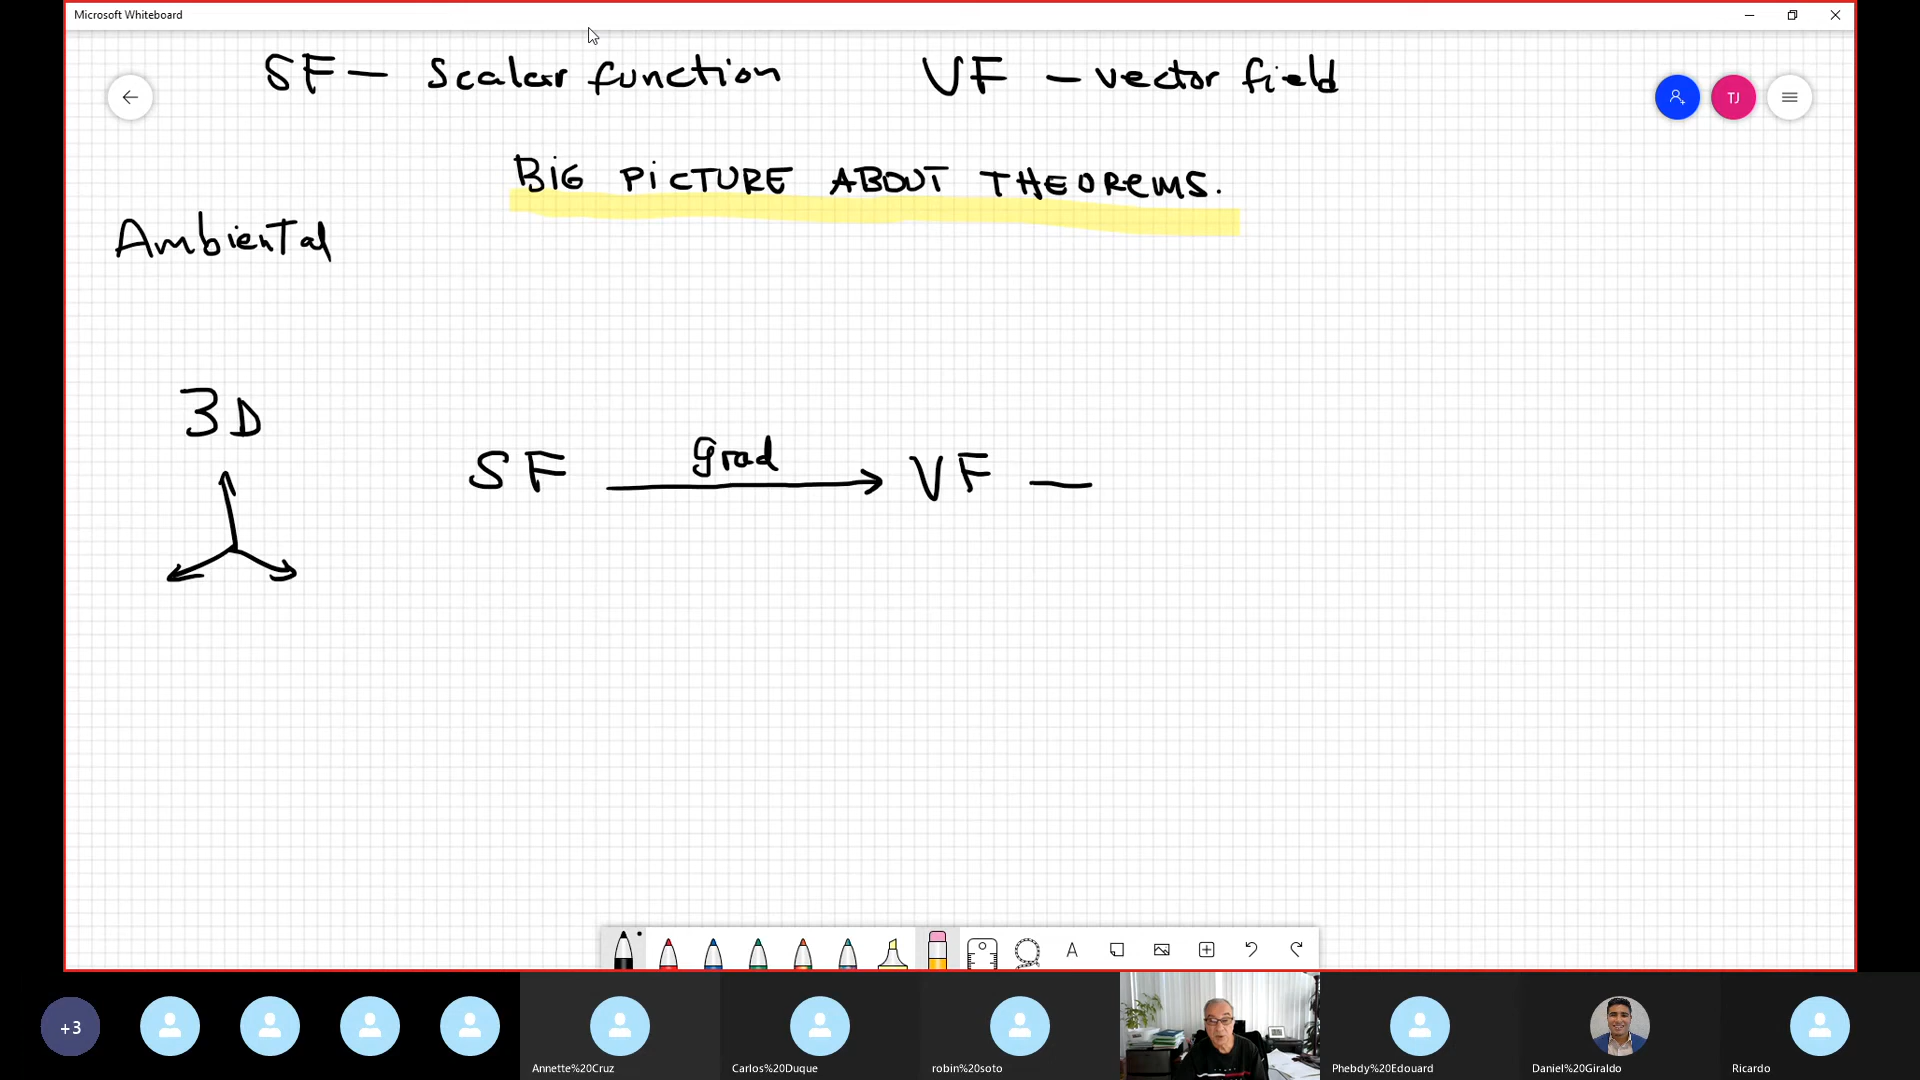 Microsoft Whiteboard
SF — Scalar function VF — vector field
TJ
BiG PiCTURE ABOUT THEOREMS.
Ambiental
3D
grad
SF VF —
A
+3
Annette%20Cruz Carlos%20Duque robin%20soto Phebdy%20Edouard Daniel%20Giraldo Ricardo